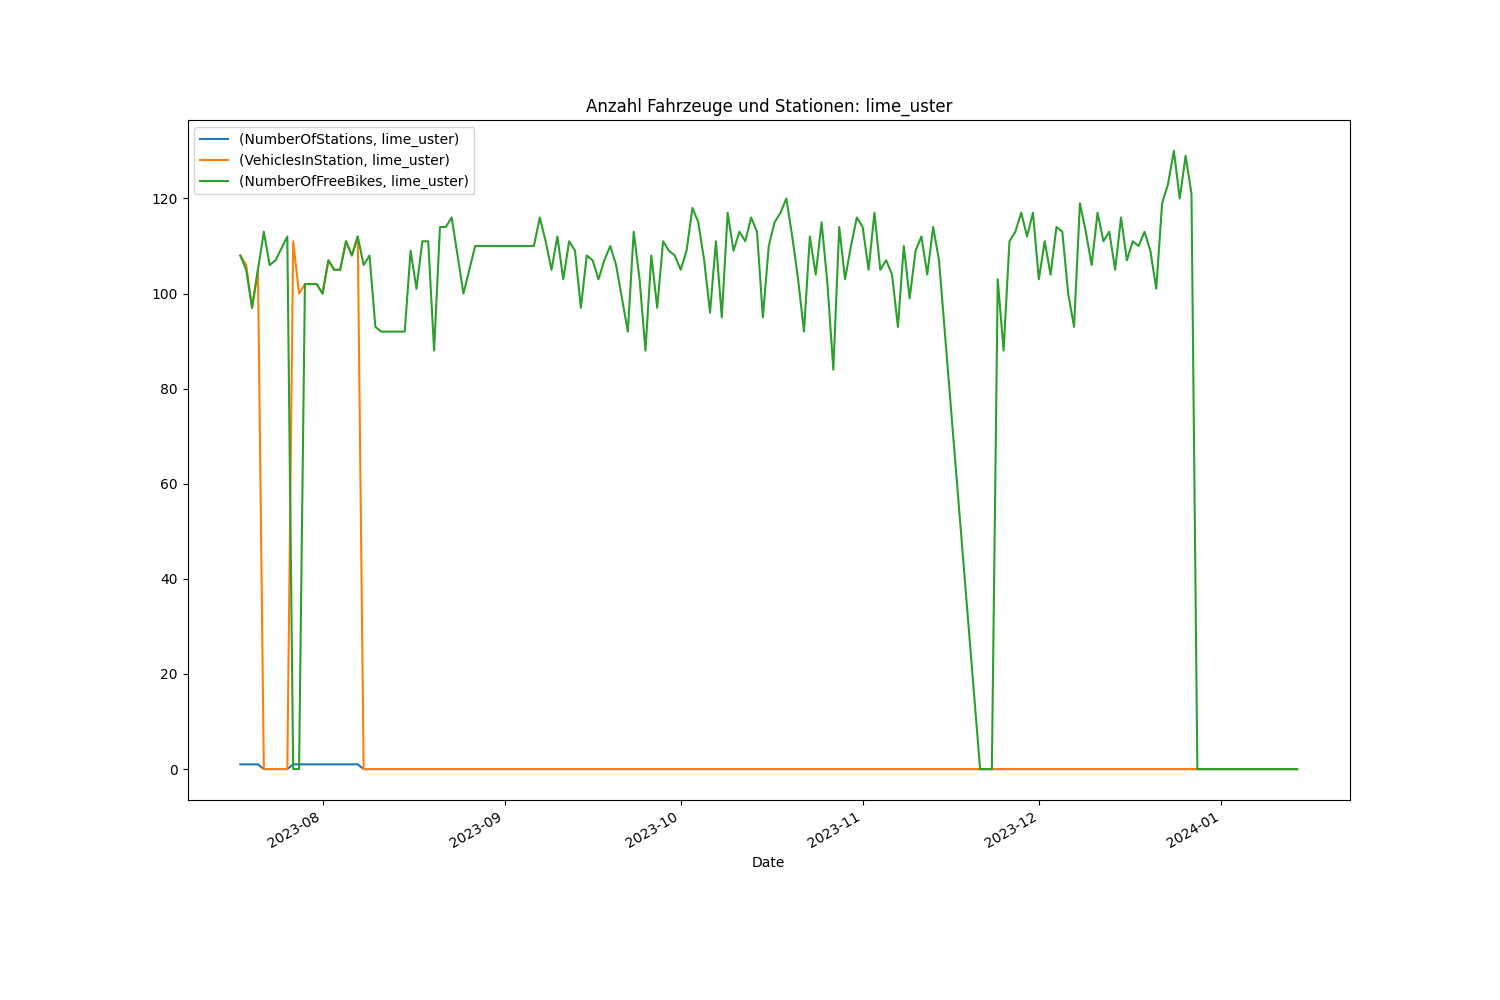 Anzahl Fahrzeuge und Stationen: lime_uster
(NumberOfStations, lime_uster)
(VehiclesInStation, lime_uster)
(NumberOfFreeBikes, lime_uster)
120
100
80
60
40
20
0
2023-08
2023-09
2023-10
2023-11
2023-12
2024-01
Date